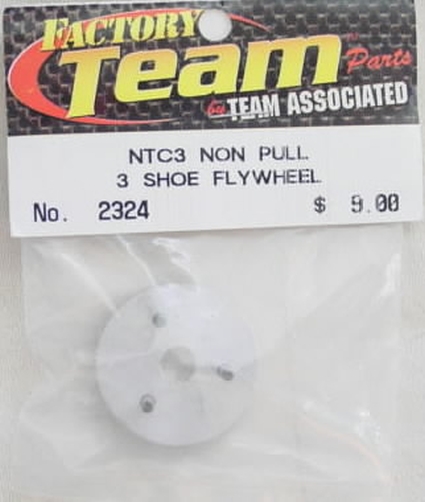 FACTORY
Team Parts
by TEAM ASSOCIATED
NTC3 NON PULL
3 SHOE FLYWHEEL
No. 2324 $ 9.00